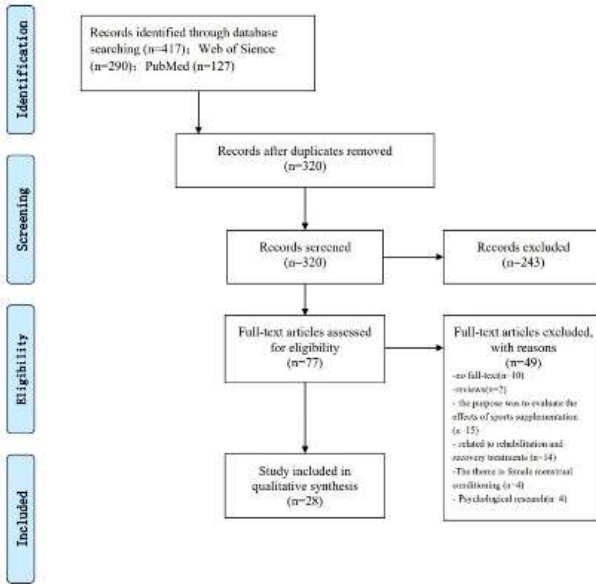 Identification
Records identified through database
searching (n=417)；Web of Sience
(n=290)；PubMed (n=127)
Records after duplicates removed
(n=320)
Screening
Records screened
(n=320)
Records excluded
(n=243)
Eligibility
Full-text articles assessed
for eligibility
(n=77)
Full-text articles excluded,
with reasons
(n=49)
-no full-text(n=10)
-reviews(n=2)
- the purpose was to evaluate the
effects of sports supplementation
(n=15)
- related to rehabilitation and
recovery treatments (n=14)
-The theme is female menstrual
conditioning (n=4)
- Psychological research(n=4)
Included
Study included in
qualitative synthesis
(n=28)